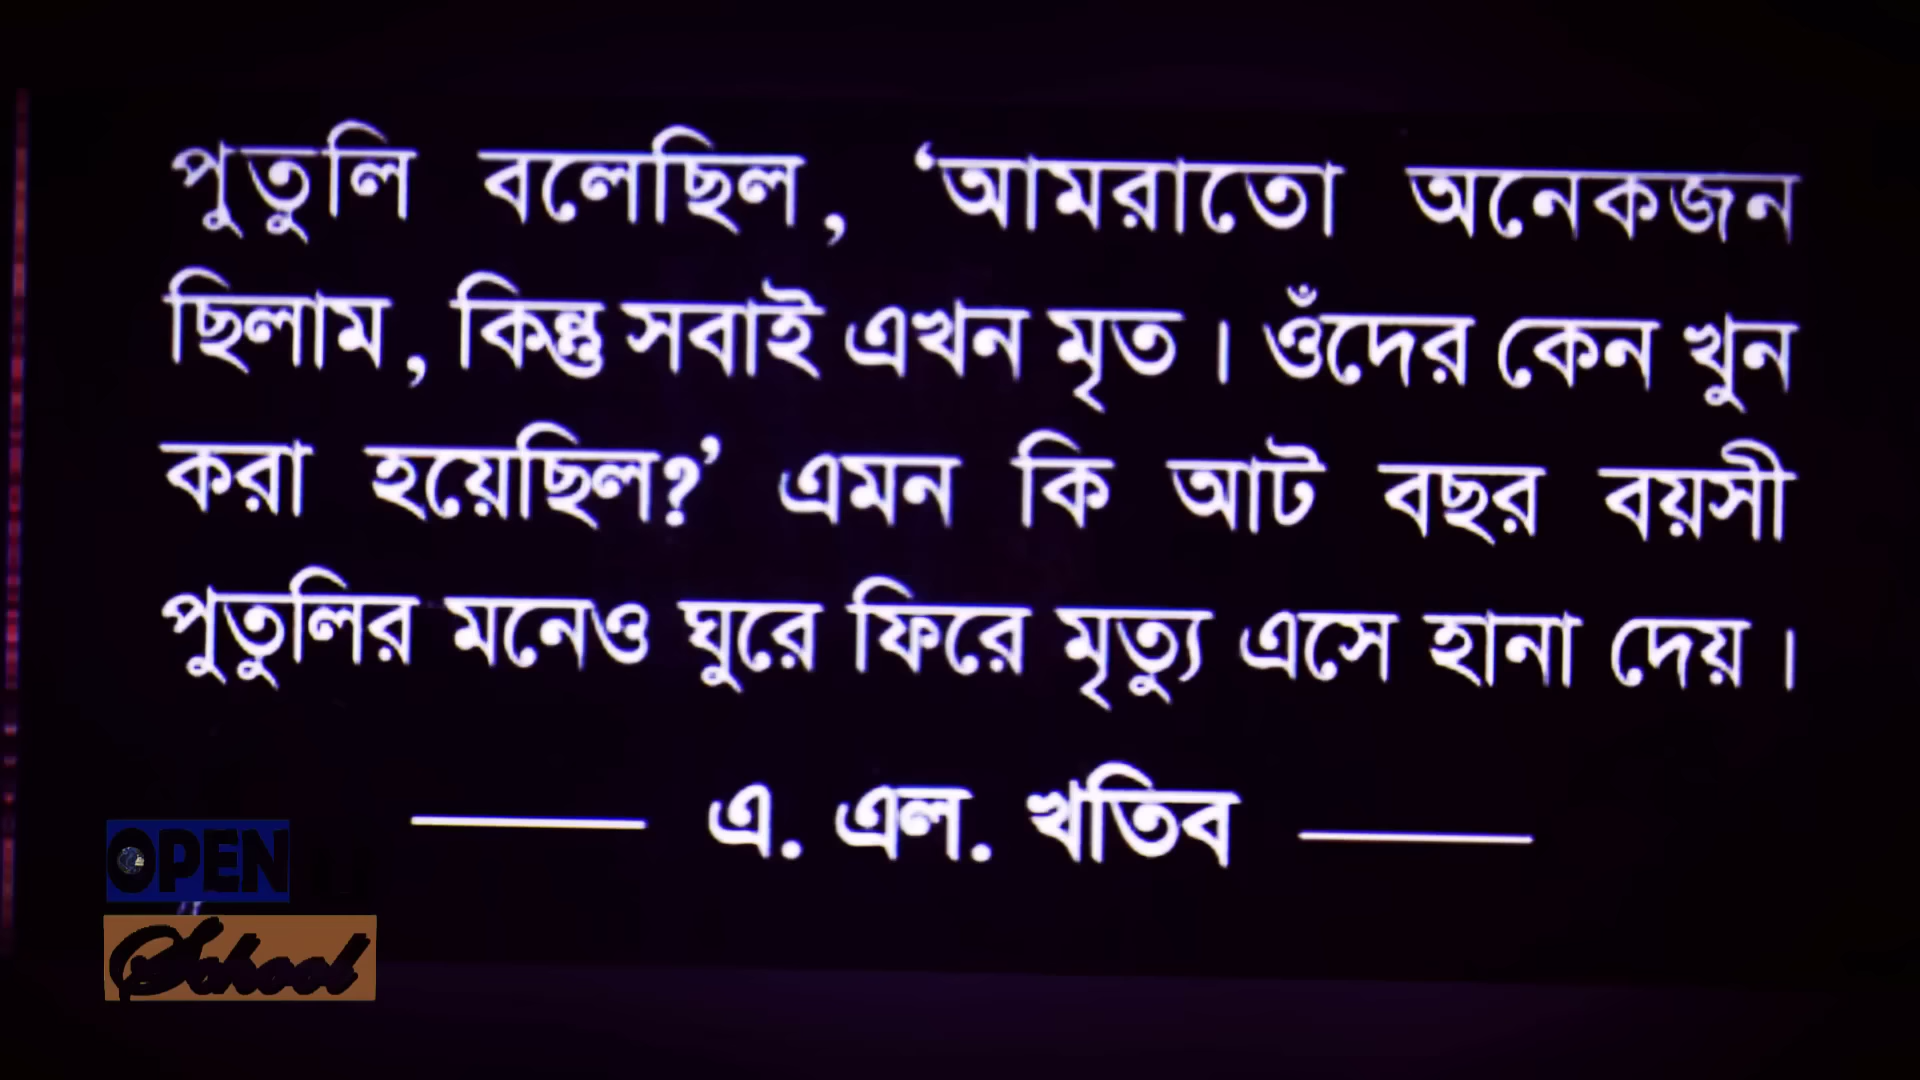 পুতুলি বলেছিল, ‘আমরাতো অনেকজন
ছিলাম, কিন্তু সবাই এখন মৃত। ওঁদের কেন খুন
করা হয়েছিল?’ এমন কি আট বছর বয়সী
পুতুলির মনেও ঘুরে ফিরে মৃত্যু এসে হানা দেয়।
এ. এল. খতিব
OPEN
School